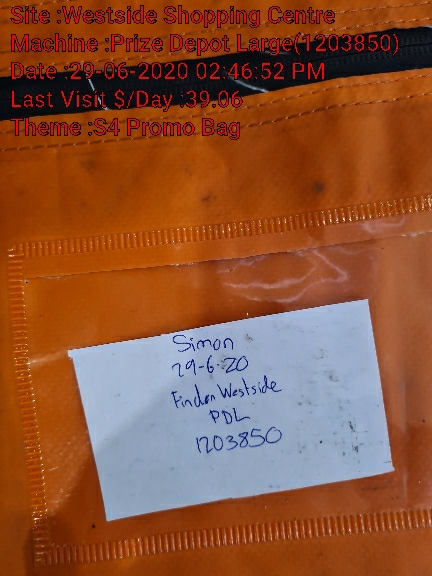 Site :Westside Shopping Centre
Machine :Prize Depot Large(1203850)
Date :29-06-2020 02:46:52 PM
Last Visit $/Day :39.06
Theme :S4 Promo Bag
Simon
29-6-20
Findon Westside
PDL
1203850